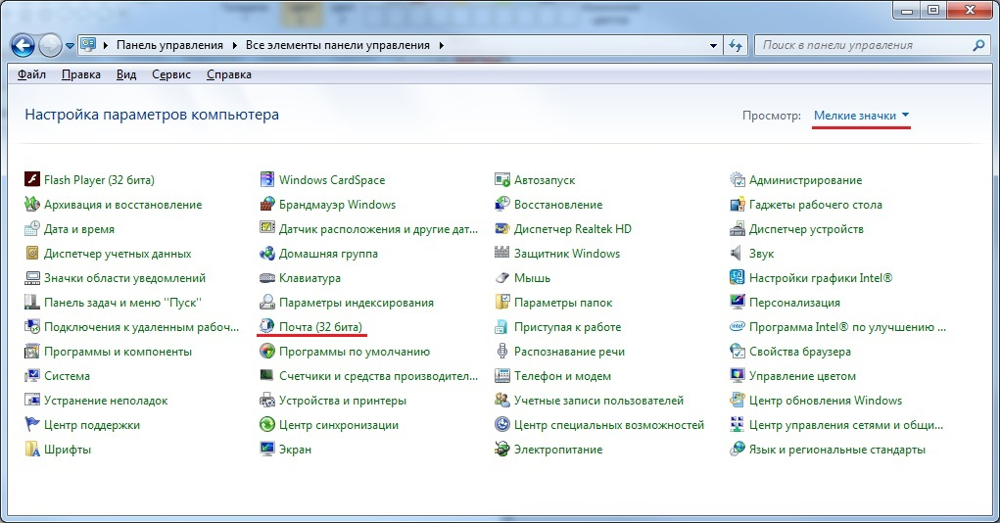 Панель управления Все элементы панели управления Поиск в панели управления
Файл Правка Вид Сервис Справка
Настройка параметров компьютера Просмотр: Мелкие значки
Flash Player (32 бита) Windows CardSpace Автозапуск Администрирование
Архивация и восстановление Брандмауэр Windows Восстановление Гаджеты рабочего стола
Дата и время Датчик расположения и другие дат... Диспетчер Realtek HD Диспетчер устройств
Диспетчер учетных данных Домашняя группа Защитник Windows Звук
Значки области уведомлений Клавиатура Мышь Настройки графики Intel®
Панель задач и меню "Пуск" Параметры индексирования Параметры папок Персонализация
Подключения к удаленным рабоч... Почта (32 бита) Приступая к работе Программа Intel® по улучшению ...
Программы и компоненты Программы по умолчанию Распознавание речи Свойства браузера
Система Счетчики и средства производител... Телефон и модем Управление цветом
Устранение неполадок Устройства и принтеры Учетные записи пользователей Центр обновления Windows
Центр поддержки Центр синхронизации Центр специальных возможностей Центр управления сетями и общи...
Шрифты Экран Электропитание Язык и региональные стандарты